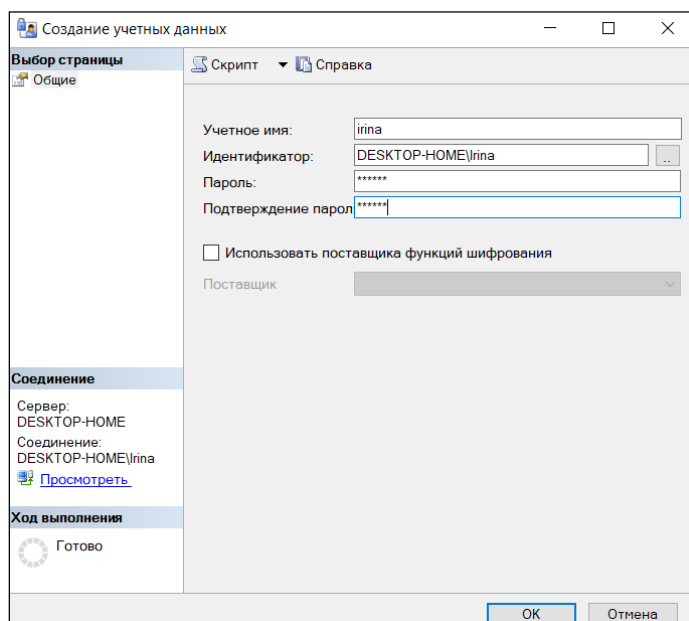 Создание учетных данных
Выбор страницы
Общие
Скрипт
Справка
Учетное имя:
irina
Идентификатор:
DESKTOP-HOME\Irina
..
Пароль:
******
Подтверждение парол
******
Использовать поставщика функций шифрования
Поставщик
Соединение
Сервер:
DESKTOP-HOME
Соединение:
DESKTOP-HOME\Irina
Просмотреть
Ход выполнения
Готово
OK
Отмена